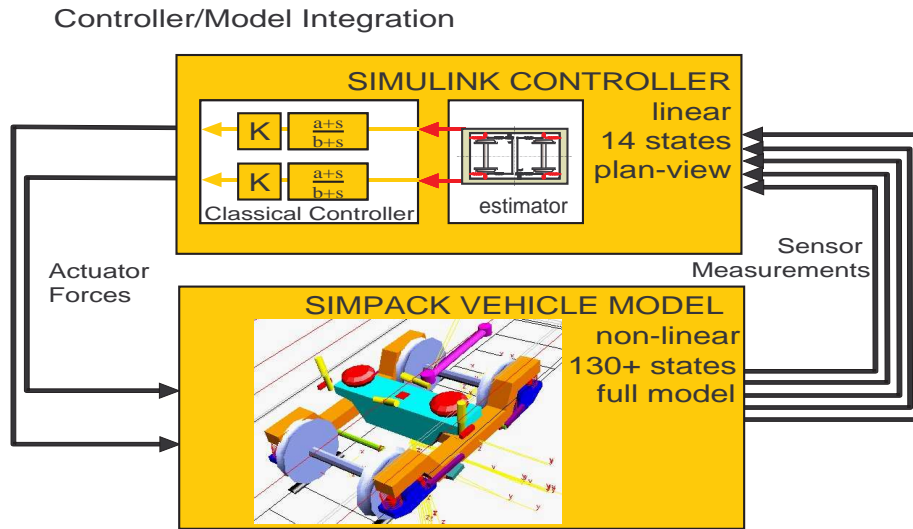 Controller/Model Integration
SIMULINK CONTROLLER
linear
14 states
plan-view
K
a+s
b+s
K
a+s
b+s
Classical Controller
estimator
Actuator
Forces
Sensor
Measurements
SIMPACK VEHICLE MODEL
non-linear
130+ states
full model